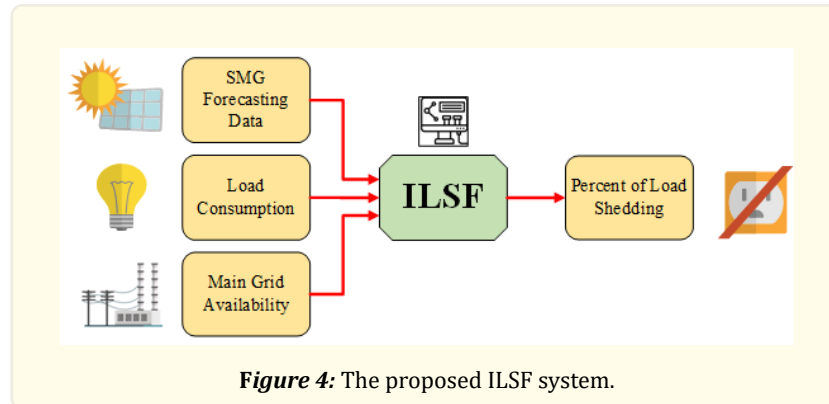 SMG
Forecasting
Data
Load
Consumption
Main Grid
Availability
ILSF
Percent of Load
Shedding
Figure 4: The proposed ILSF system.